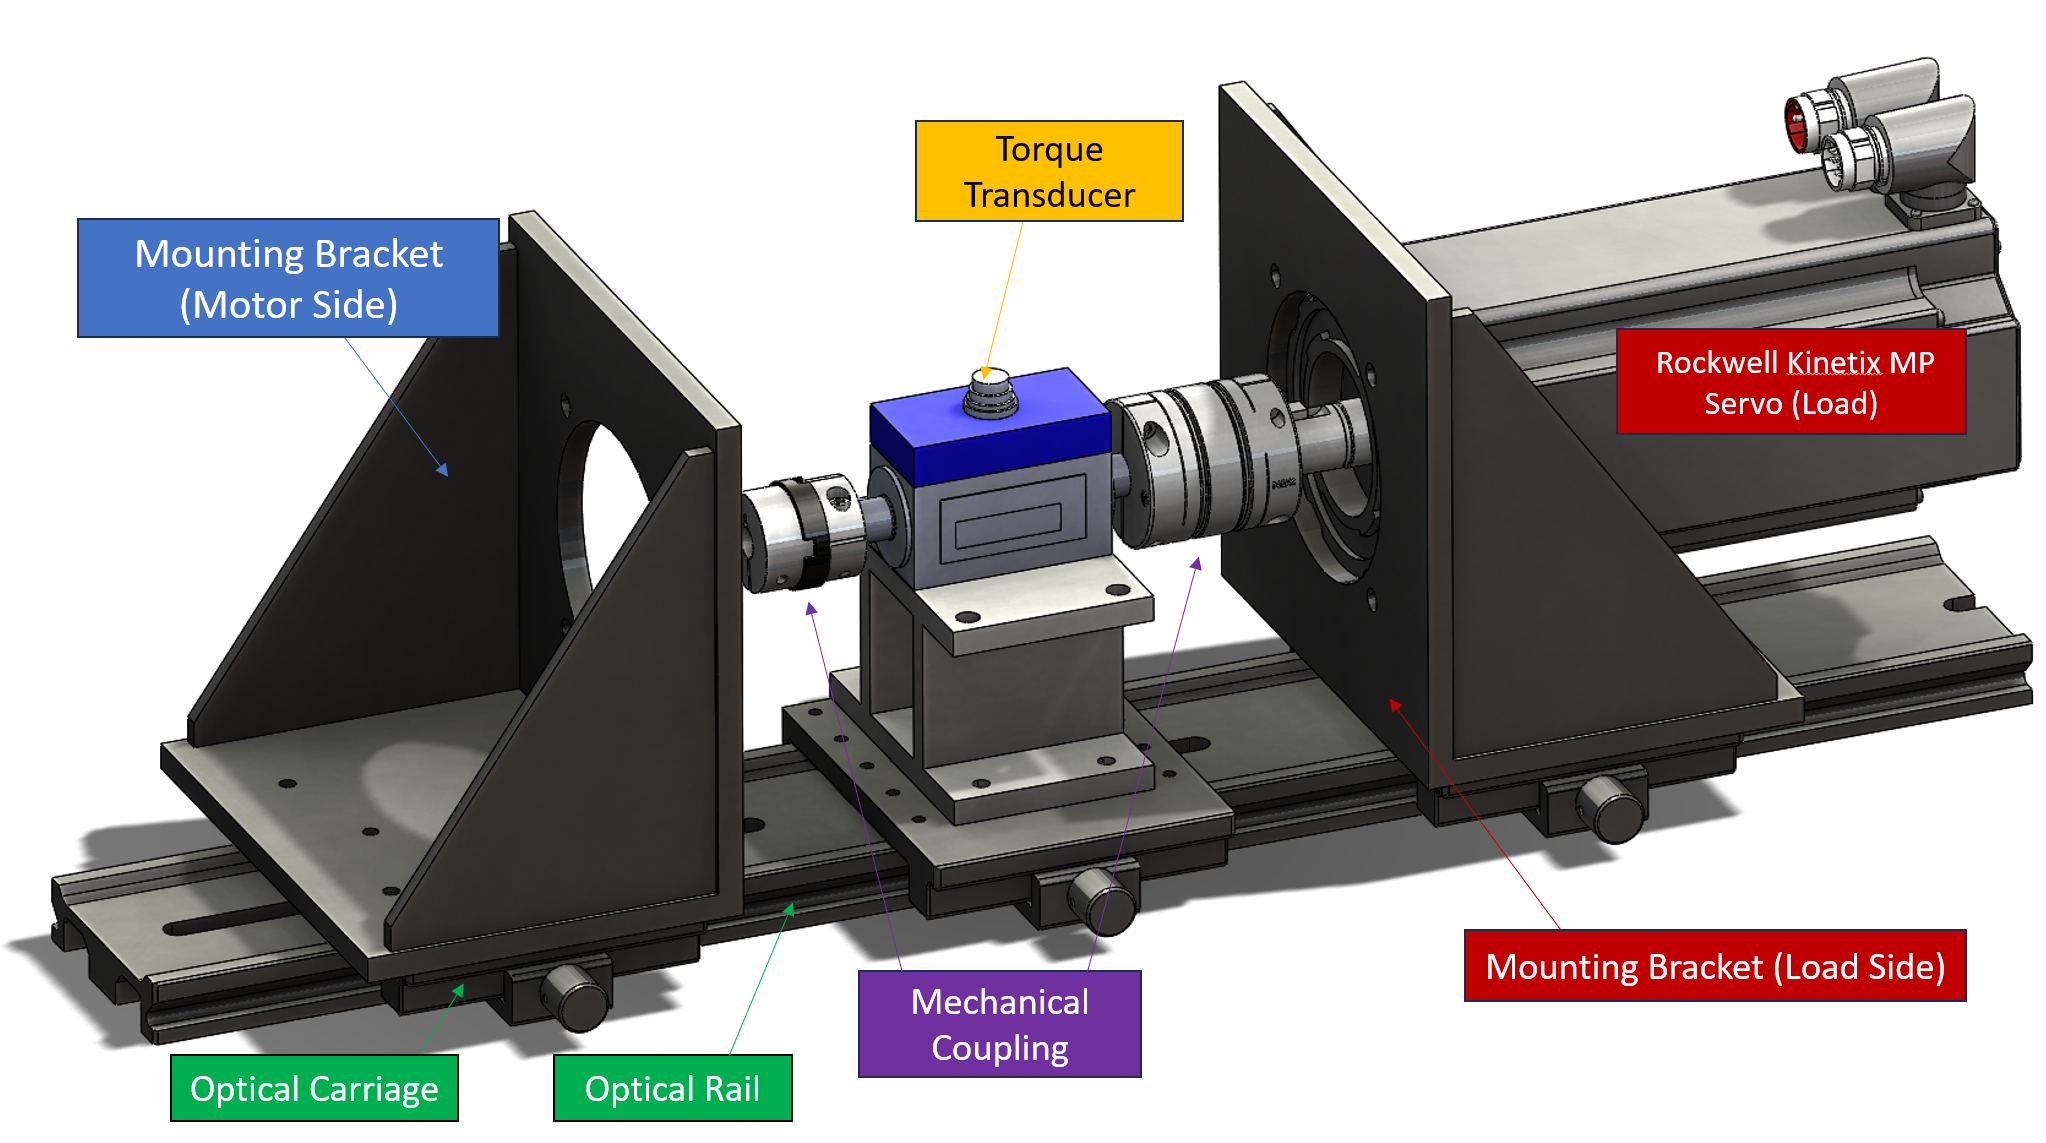 Torque
Transducer
Mounting Bracket
(Motor Side)
Rockwell Kinetix MP
Servo (Load)
Mounting Bracket (Load Side)
Mechanical
Coupling
Optical Carriage
Optical Rail